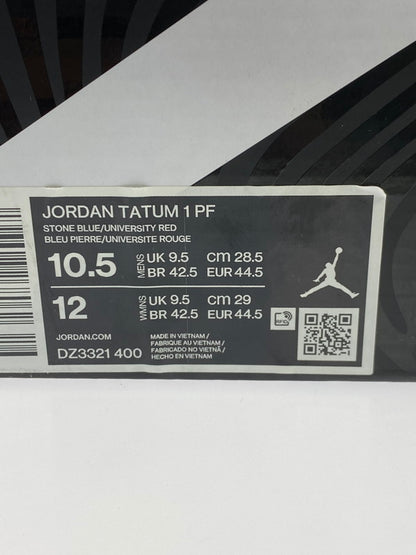 JORDAN TATUM 1 PF
STONE BLUE/UNIVERSITY RED
BLEU PIERRE/UNIVERSITE ROUGE
10.5 MENS UK 9.5 CM 28.5
BR 42.5 EUR 44.5
12 WMNS UK 9.5 CM 29
BR 42.5 EUR 44.5
JORDAN.COM
DZ3321 400
MADE IN VIETNAM /
FABRIQUE AU VIETNAM /
FABRICADO NO VIETNÃ /
HECHO EN VIETNAM
RFID